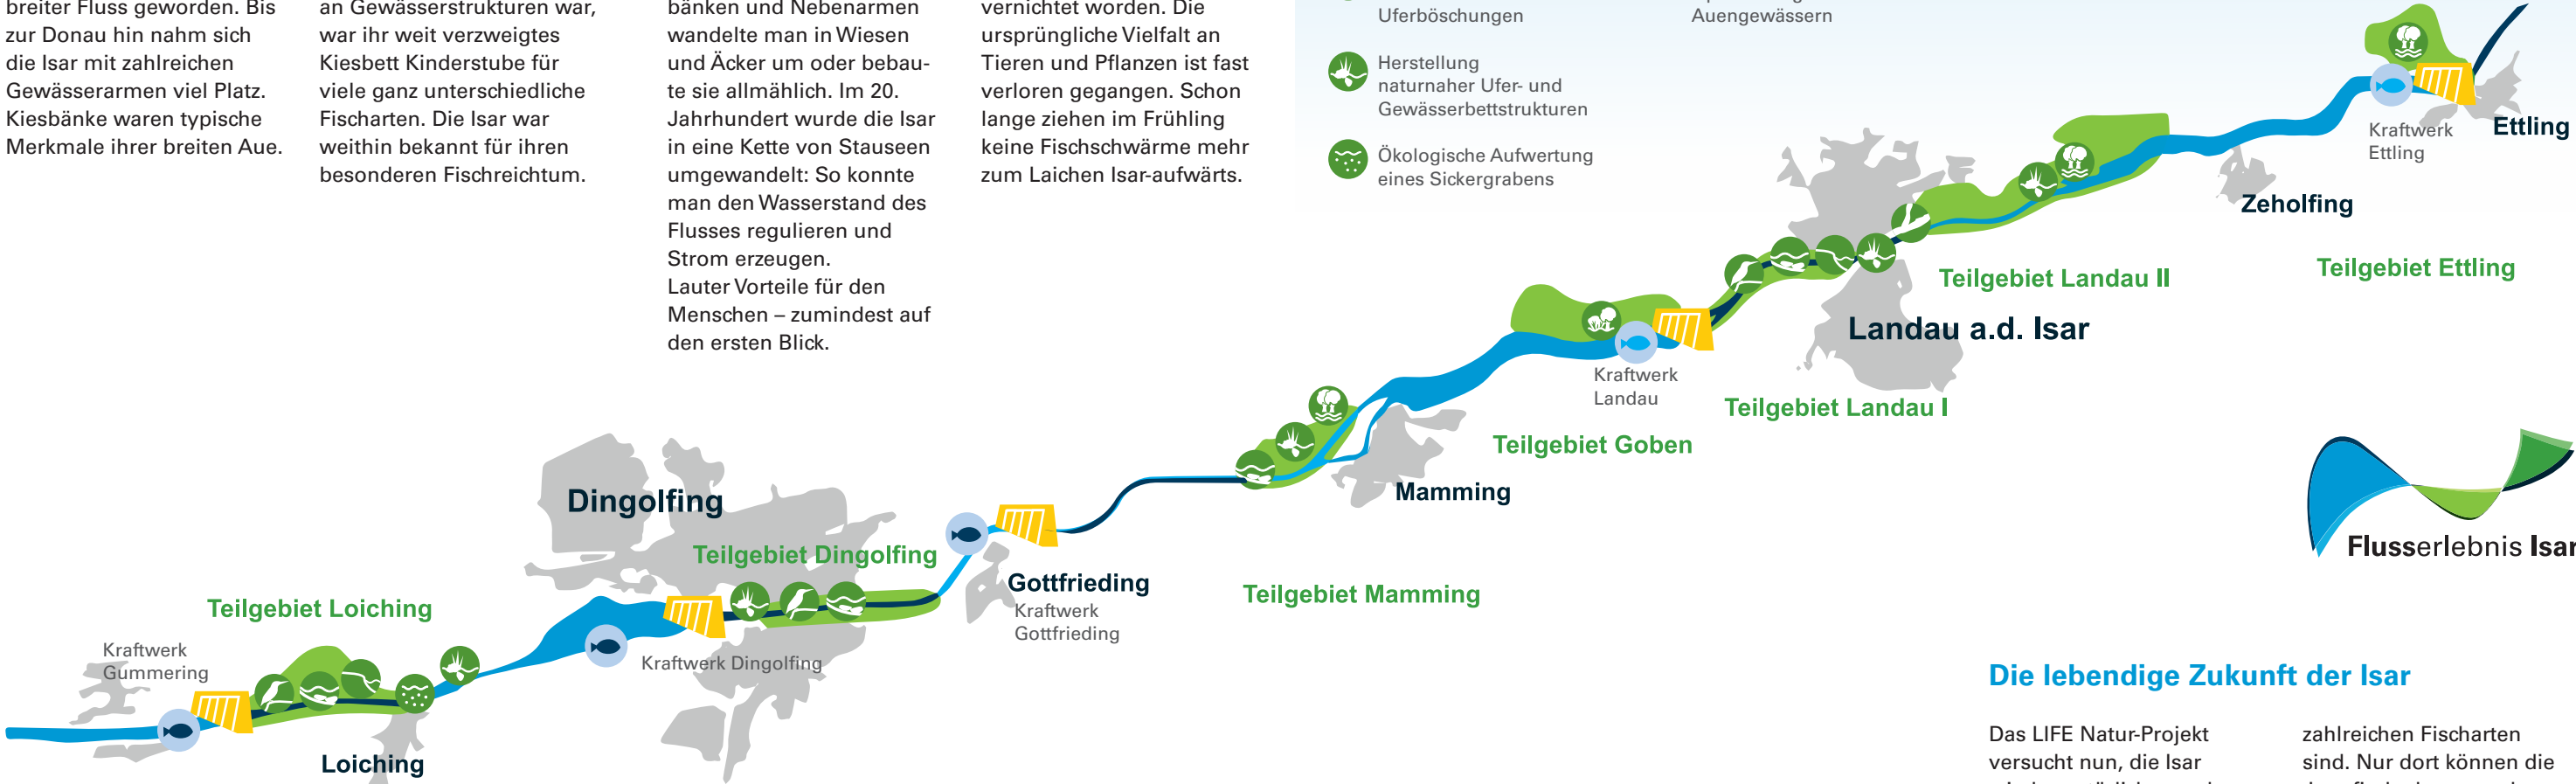 breiter Fluss geworden. Bis
zur Donau hin nahm sich
die Isar mit zahlreichen
Gewässerarmen viel Platz.
Kiesbänke waren typische
Merkmale ihrer breiten Aue.
an Gewässerstrukturen war,
war ihr weit verzweigtes
Kiesbett Kinderstube für
viele ganz unterschiedliche
Fischarten. Die Isar war
weithin bekannt für ihren
besonderen Fischreichtum.
bänken und Nebenarmen
wandelte man in Wiesen
und Äcker um oder bebau-
te sie allmählich. Im 20.
Jahrhundert wurde die Isar
in eine Kette von Stauseen
umgewandelt: So konnte
man den Wasserstand des
Flusses regulieren und
Strom erzeugen.
Lauter Vorteile für den
Menschen – zumindest auf
den ersten Blick.
vernichtet worden. Die
ursprüngliche Vielfalt an
Tieren und Pflanzen ist fast
verloren gegangen. Schon
lange ziehen im Frühling
keine Fischschwärme mehr
zum Laichen Isar-aufwärts.
Uferböschungen
Herstellung
naturnaher Ufer- und
Gewässerbettstrukturen
Ökologische Aufwertung
eines Sickergrabens
Auengewässern
Kraftwerk
Ettling
Ettling
Zeholfing
Teilgebiet Ettling
Teilgebiet Landau II
Landau a.d. Isar
Kraftwerk
Landau
Teilgebiet Landau I
Teilgebiet Goben
Mamming
Dingolfing
Teilgebiet Dingolfing
Gottfrieding
Kraftwerk
Gottfrieding
Teilgebiet Mamming
Teilgebiet Loiching
Kraftwerk
Gummering
Kraftwerk Dingolfing
Loiching
Flusserlebnis Isar
Die lebendige Zukunft der Isar
Das LIFE Natur-Projekt
versucht nun, die Isar
zahlreichen Fischarten
sind. Nur dort können die